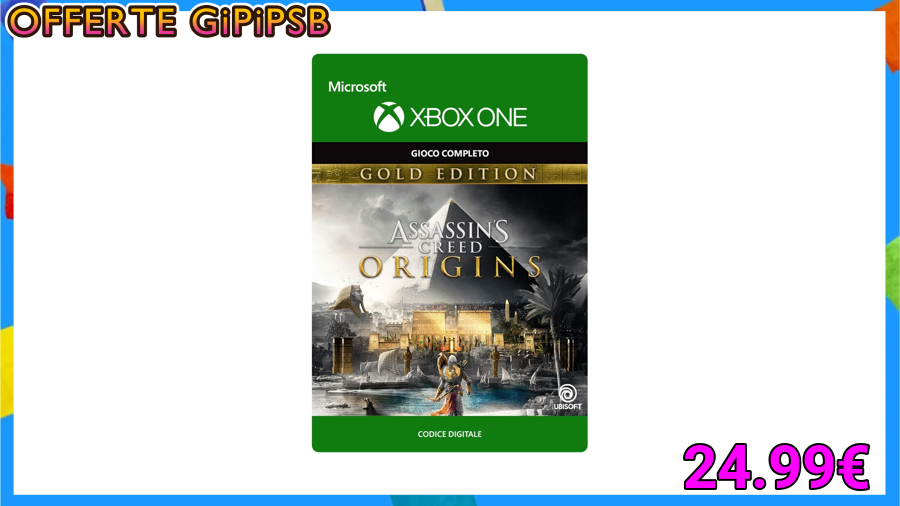 OFFERTE GiPiPSB
Microsoft
XBOX ONE
GIOCO COMPLETO
GOLD EDITION
ASSASSIN'S
CREED
ORIGINS
UBISOFT
CODICE DIGITALE
24.99€